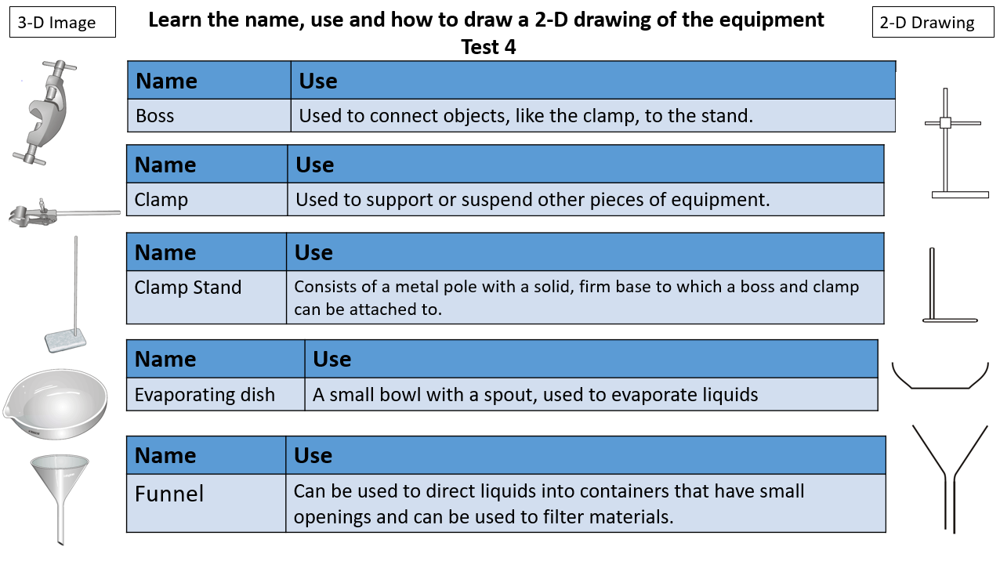 3-D Image
Learn the name, use and how to draw a 2-D drawing of the equipment
Test 4
2-D Drawing
Name Use
Boss Used to connect objects, like the clamp, to the stand.
Name Use
Clamp Used to support or suspend other pieces of equipment.
Name Use
Clamp Stand Consists of a metal pole with a solid, firm base to which a boss and clamp
can be attached to.
Name Use
Evaporating dish A small bowl with a spout, used to evaporate liquids
Name Use
Funnel Can be used to direct liquids into containers that have small
openings and can be used to filter materials.